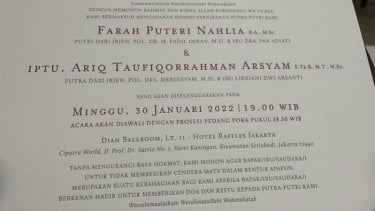 Assalamualaikum Warahmatullahi Wabarakatuh
DENGAN MEMOHON RAHMAT DAN RIDHA ALLAH SUBHANAHU WA TA'ALA,
KAMI BERMAKSUD MENGADAKAN RESEPSI PERNIKAHAN PUTRA-PUTRI KAMI
FARAH PUTERI NAHLIA B.A., M.Sc.
PUTRI DARI IRJEN. POL. DR. M. FADIL IMRAN, M.SI. & IBU DRA. INA ADIATI
&
IPTU. ARIQ TAUFIQORRAHMAN ARSYAM S.Tr.K., M.T., M.Sc.
PUTRA DARI IRJEN. POL. DRS. MERDISYAM, M.SI. & IBU LISRIANI DWI ARSANTI
YANG AKAN DISELENGGARAKAN PADA
MINGGU, 30 JANUARI 2022 | 19.00 WIB
ACARA AKAN DIAWALI DENGAN PROSESI PEDANG PORA PUKUL 18.30 WIB
DIAN BALLROOM, LT. 11 - HOTEL RAFFLES JAKARTA
Ciputra World, Jl. Prof. Dr. Satrio No. 2, Karet Kuningan, Kecamatan Setiabudi, Jakarta 12940
TANPA MENGURANGI RASA HORMAT, KAMI MOHON AGAR BAPAK/IBU/SAUDARA/I
UNTUK TIDAK MEMBERIKAN CENDERA MATA DALAM BENTUK APAPUN.
MERUPAKAN SUATU KEBAHAGIAAN BAGI KAMI APABILA BAPAK/IBU/SAUDARA/I
BERKENAN HADIR UNTUK MEMBERIKAN DOA DAN RESTU KEPADA PUTRA-PUTRI KAMI.
Wassalamualaikum Warahmatullahi Wabarakatuh